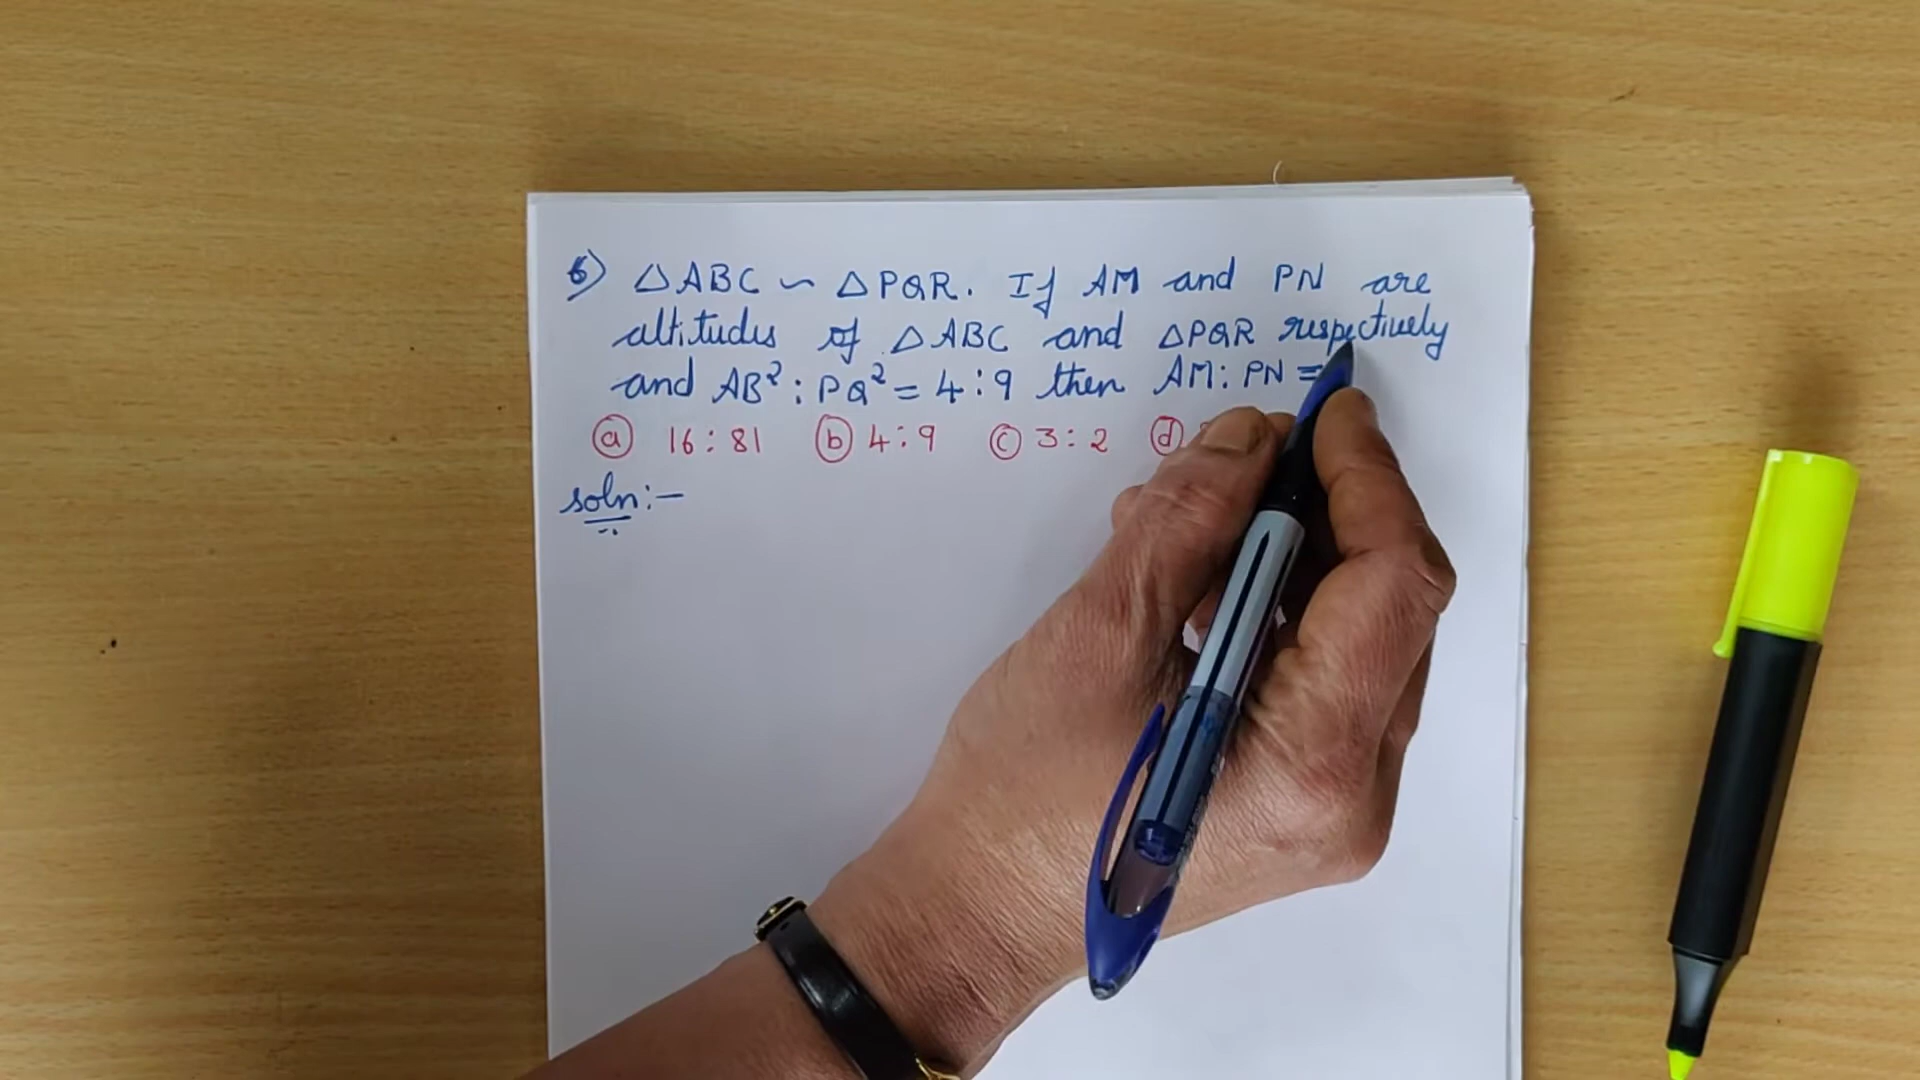 6) △ABC ~ △PQR. If AM and PN are
altitudes of △ABC and △PQR respectively
and AB² : PQ² = 4 : 9 then AM : PN =
ⓐ 16 : 81 ⓑ 4 : 9 ⓒ 3 : 2 ⓓ
soln :-